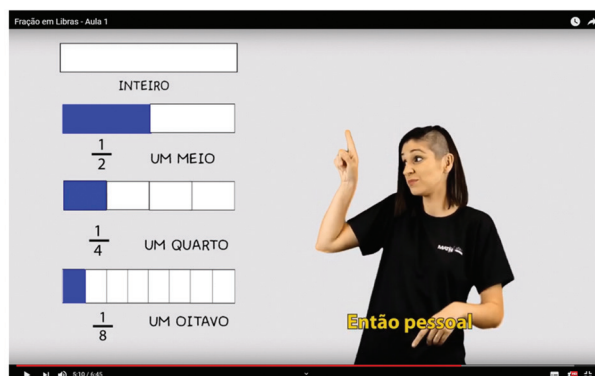 Fração em Libras - Aula 1
INTEIRO
1
2
UM MEIO
1
4
UM QUARTO
1
8
UM OITAVO
Então pessoal
5:10 / 6:45